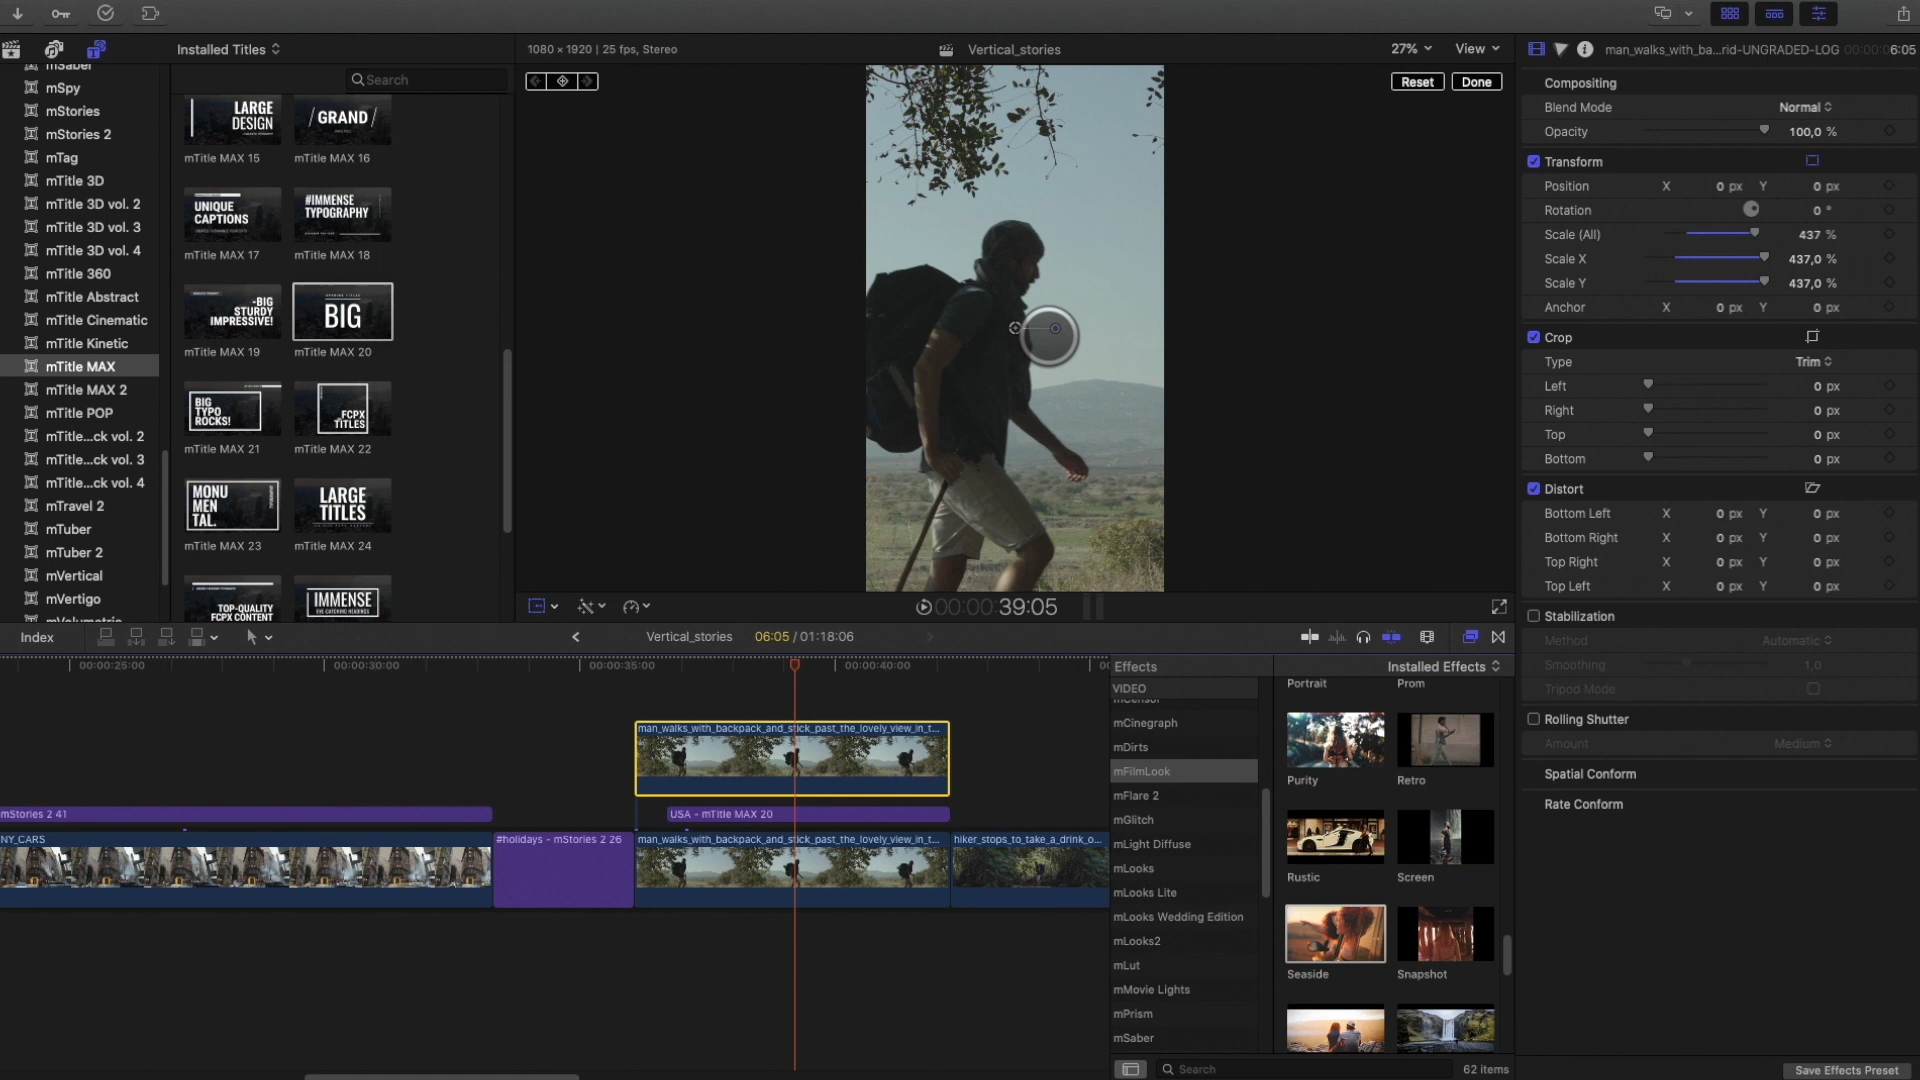 Installed Titles
1080 × 1920 | 25 fps, Stereo
Vertical_stories
27%
View
man_walks_with_ba...rid-UNGRADED-LOG
6:05
mSaber
mSpy
mStories
mStories 2
mTag
mTitle 3D
mTitle 3D vol. 2
mTitle 3D vol. 3
mTitle 3D vol. 4
mTitle 360
mTitle Abstract
mTitle Cinematic
mTitle Kinetic
mTitle MAX
mTitle MAX 2
mTitle POP
mTitle...ck vol. 2
mTitle...ck vol. 3
mTitle...ck vol. 4
mTravel 2
mTuber
mTuber 2
mVertical
mVertigo
mVolumetric
Search
LARGE
DESIGN
/ GRAND /
mTitle MAX 15
mTitle MAX 16
UNIQUE
CAPTIONS
#IMMENSE
TYPOGRAPHY
mTitle MAX 17
mTitle MAX 18
-BIG
STURDY
IMPRESSIVE!
BIG
mTitle MAX 19
mTitle MAX 20
BIG
TYPO
ROCKS!
_FCPX
TITLES
mTitle MAX 21
mTitle MAX 22
MONU
MEN
TAL.
LARGE
TITLES
mTitle MAX 23
mTitle MAX 24
TOP-QUALITY
FCPX CONTENT
IMMENSE
EYE CATCHING HEADINGS
Reset
Done
00:00:39:05
Compositing
Blend Mode Normal
Opacity 100,0 %
Transform
Position X 0 px Y 0 px
Rotation 0 °
Scale (All) 437 %
Scale X 437,0 %
Scale Y 437,0 %
Anchor X 0 px Y 0 px
Crop
Type Trim
Left 0 px
Right 0 px
Top 0 px
Bottom 0 px
Distort
Bottom Left X 0 px Y 0 px
Bottom Right X 0 px Y 0 px
Top Right X 0 px Y 0 px
Top Left X 0 px Y 0 px
Stabilization
Method Automatic
Smoothing 1,0
Tripod Mode
Rolling Shutter
Amount Medium
Spatial Conform
Rate Conform
Save Effects Preset
Index
Vertical_stories
06:05 / 01:18:06
00:00:25:00
00:00:30:00
00:00:35:00
00:00:40:00
man_walks_with_backpack_and_stick_past_the_lovely_view_in_t...
mStories 2 41
USA - mTitle MAX 20
NY_CARS
#holidays - mStories 2 26
man_walks_with_backpack_and_stick_past_the_lovely_view_in_t...
hiker_stops_to_take_a_drink_o...
Effects
Installed Effects
VIDEO
mCensor
mCinegraph
mDirts
mFilmLook
mFlare 2
mGlitch
mLight Diffuse
mLooks
mLooks Lite
mLooks Wedding Edition
mLooks2
mLut
mMovie Lights
mPrism
mSaber
Portrait
Prom
Purity
Retro
Rustic
Screen
Seaside
Snapshot
Search
62 items